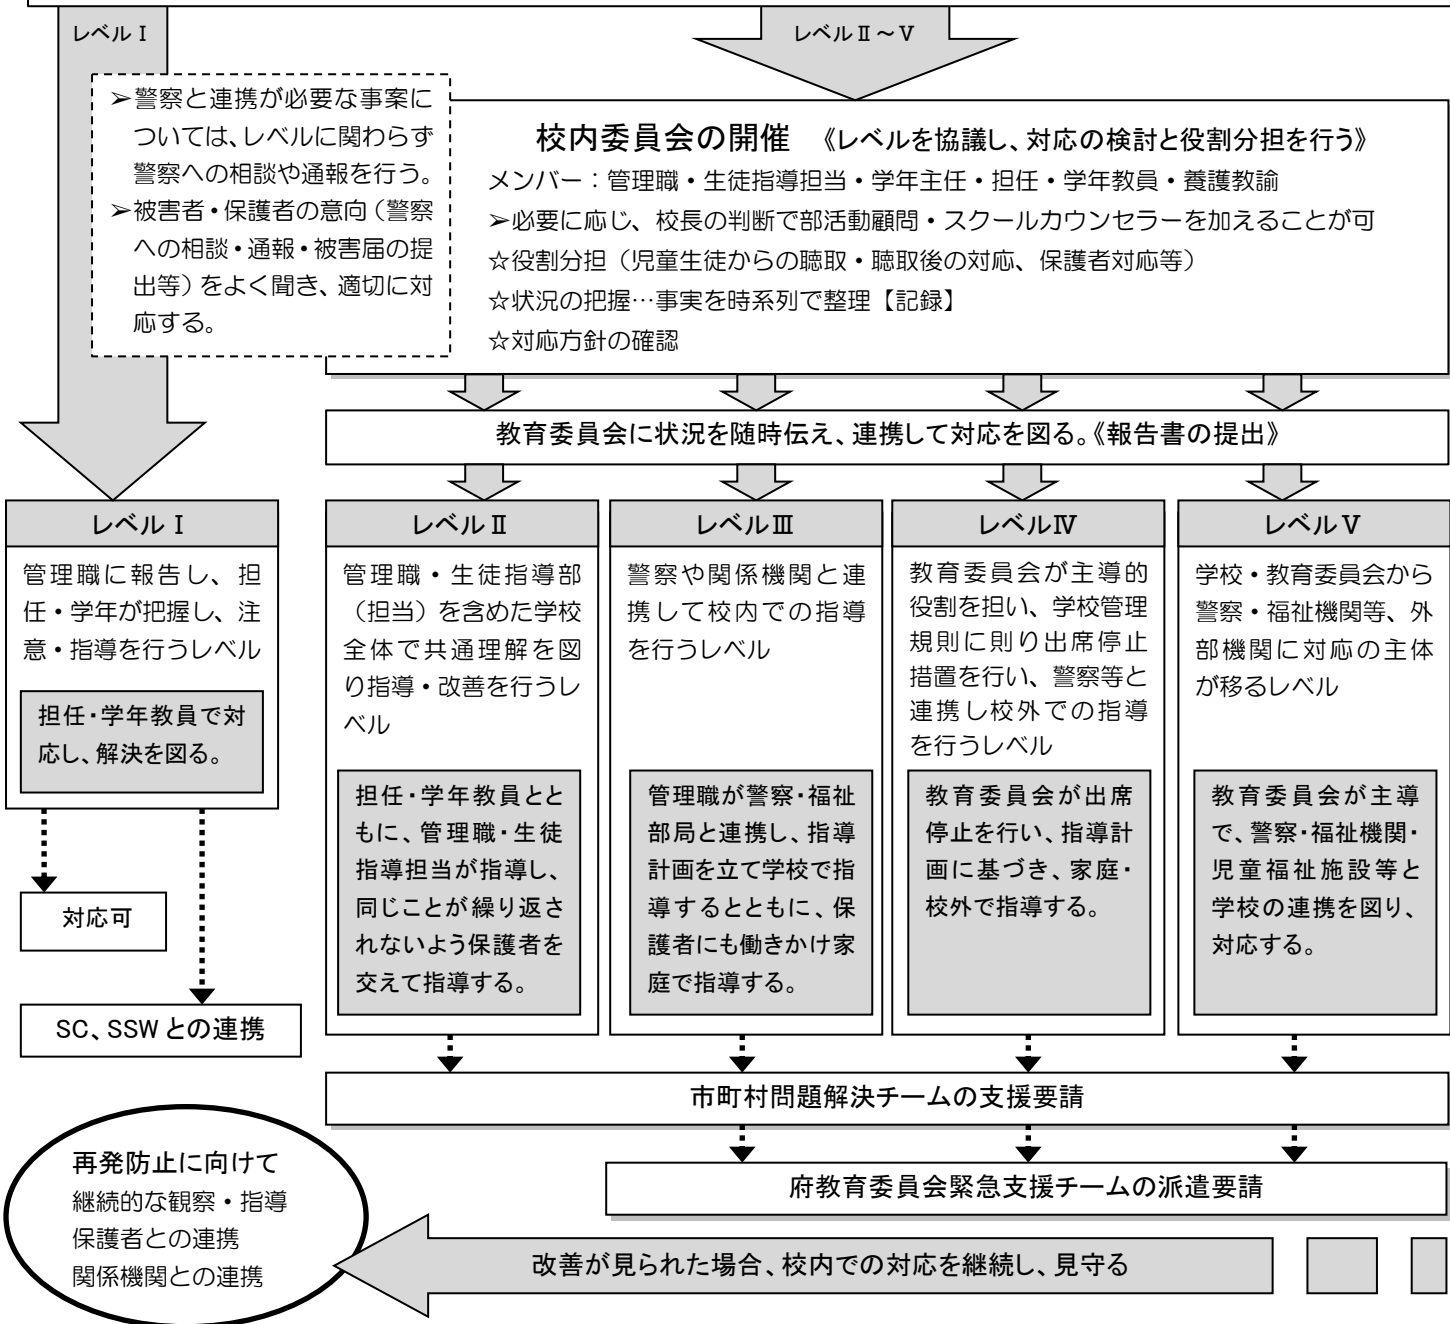 レベルⅠ
レベルⅡ～Ⅴ
➢警察と連携が必要な事案に
ついては、レベルに関わらず
警察への相談や通報を行う。
➢被害者・保護者の意向（警察
への相談・通報・被害届の提
出等）をよく聞き、適切に対
応する。
校内委員会の開催　《レベルを協議し、対応の検討と役割分担を行う》
メンバー：管理職・生徒指導担当・学年主任・担任・学年教員・養護教諭
➢必要に応じ、校長の判断で部活動顧問・スクールカウンセラーを加えることが可
☆役割分担（児童生徒からの聴取・聴取後の対応、保護者対応等）
☆状況の把握…事実を時系列で整理【記録】
☆対応方針の確認
教育委員会に状況を随時伝え、連携して対応を図る。《報告書の提出》
レベルⅠ
管理職に報告し、担
任・学年が把握し、注
意・指導を行うレベル
担任・学年教員で対
応し、解決を図る。
対応可
SC、SSWとの連携
レベルⅡ
管理職・生徒指導部
（担当）を含めた学校
全体で共通理解を図
り指導・改善を行うレ
ベル
担任・学年教員とと
もに、管理職・生徒
指導担当が指導し、
同じことが繰り返さ
れないよう保護者を
交えて指導する。
レベルⅢ
警察や関係機関と連
携して校内での指導
を行うレベル
管理職が警察・福祉
部局と連携し、指導
計画を立て学校で指
導するとともに、保
護者にも働きかけ家
庭で指導する。
レベルⅣ
教育委員会が主導的
役割を担い、学校管理
規則に則り出席停止
措置を行い、警察等と
連携し校外での指導
を行うレベル
教育委員会が出席
停止を行い、指導計
画に基づき、家庭・
校外で指導する。
レベルⅤ
学校・教育委員会から
警察・福祉機関等、外
部機関に対応の主体
が移るレベル
教育委員会が主導
で、警察・福祉機関・
児童福祉施設等と
学校の連携を図り、
対応する。
市町村問題解決チームの支援要請
府教育委員会緊急支援チームの派遣要請
再発防止に向けて
継続的な観察・指導
保護者との連携
関係機関との連携
改善が見られた場合、校内での対応を継続し、見守る